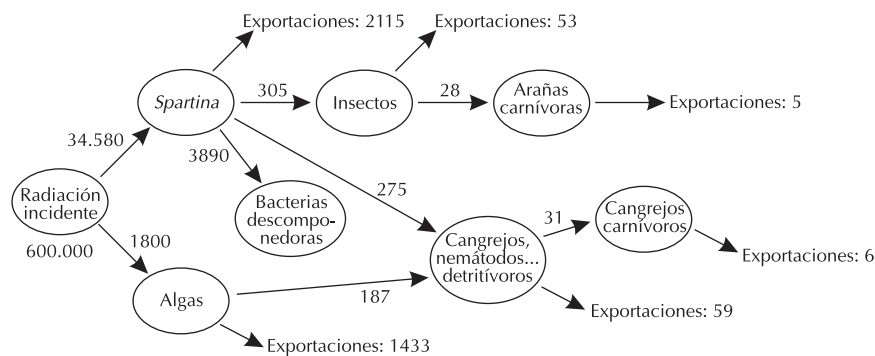 Exportaciones: 2115
Exportaciones: 53
Spartina
305
Insectos
28
Arañas
carnívoras
Exportaciones: 5
34.580
3890
Radiación
incidente
600.000
Bacterias
descompo-
nedoras
275
31
Cangrejos
carnívoros
1800
Cangrejos,
nemátodos...
detritívoros
Exportaciones: 6
Algas
187
Exportaciones: 59
Exportaciones: 1433